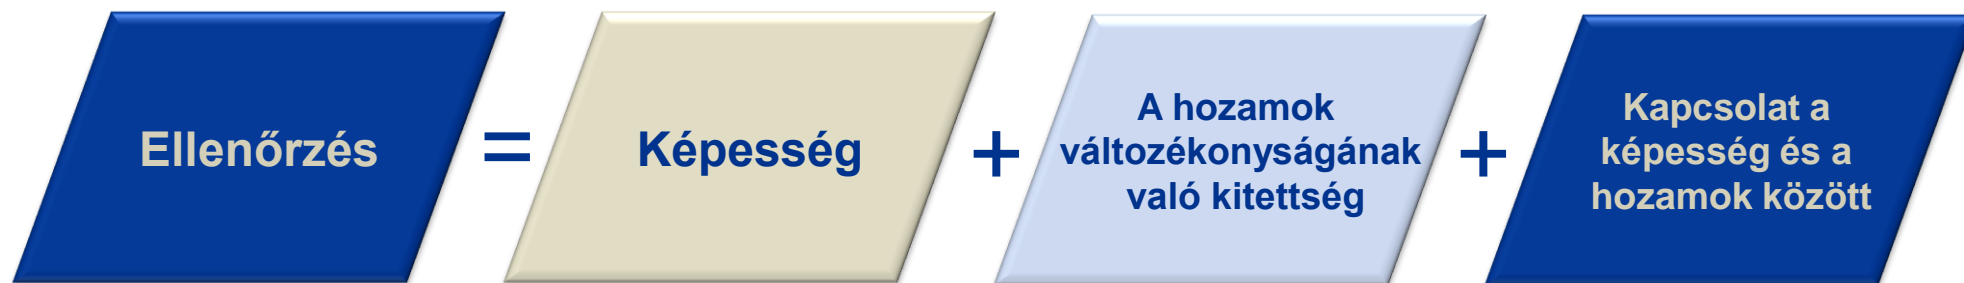 Ellenőrzés
=
Képesség
+
A hozamok
változékonyságának
való kitettség
+
Kapcsolat a
képesség és a
hozamok között